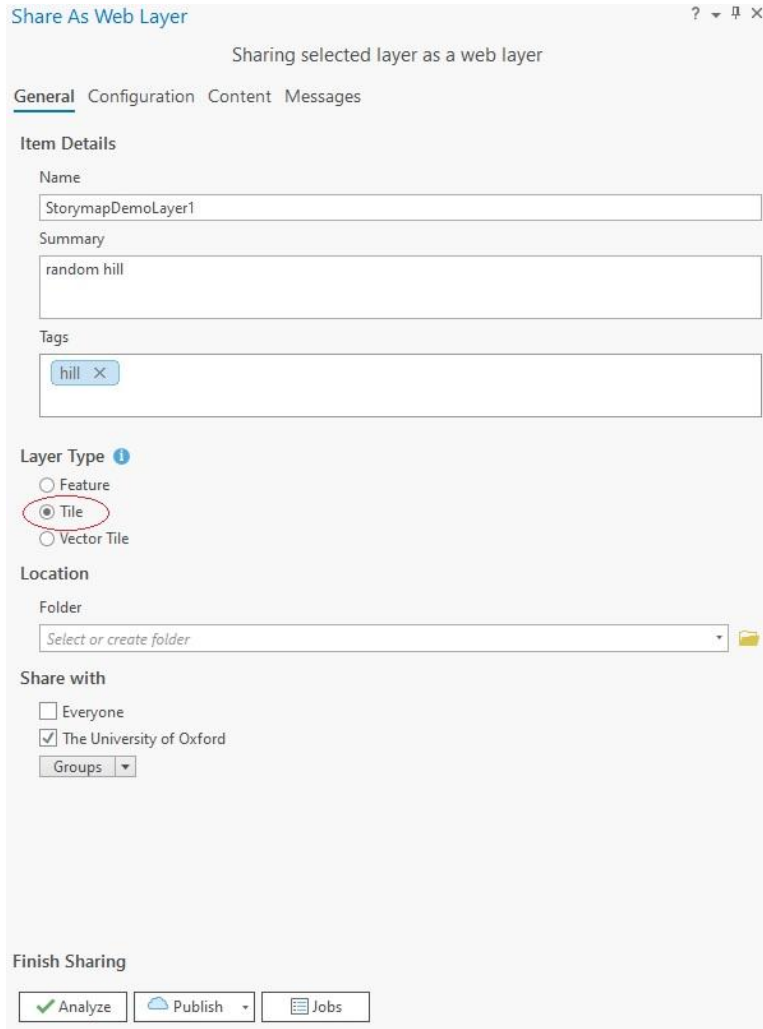 Share As Web Layer
Sharing selected layer as a web layer
General Configuration Content Messages
Item Details
Name
StorymapDemoLayer1
Summary
random hill
Tags
hill
Layer Type
Feature
Tile
Vector Tile
Location
Folder
Select or create folder
Share with
Everyone
The University of Oxford
Groups
Finish Sharing
Analyze Publish Jobs